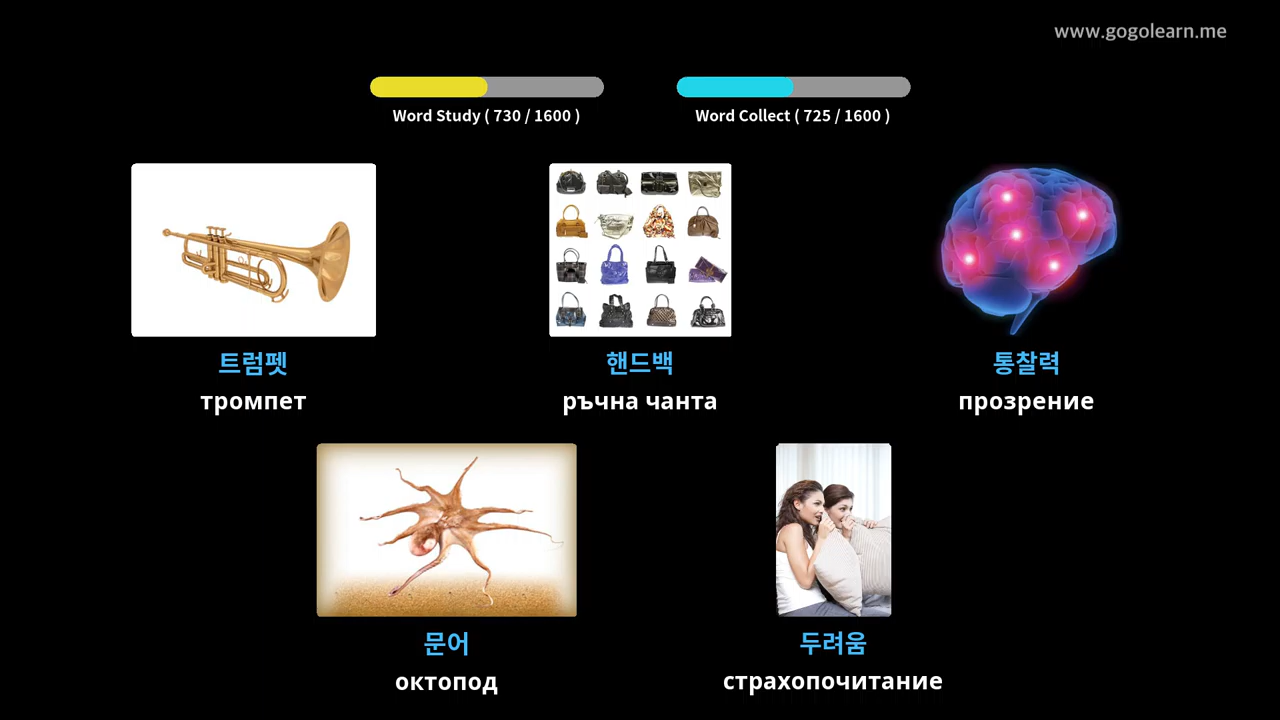 www.gogolearn.me
Word Study ( 730 / 1600 )
Word Collect ( 725 / 1600 )
트럼펫
тромпет
핸드백
ръчна чанта
통찰력
прозрение
문어
октопод
두려움
страхопочитание